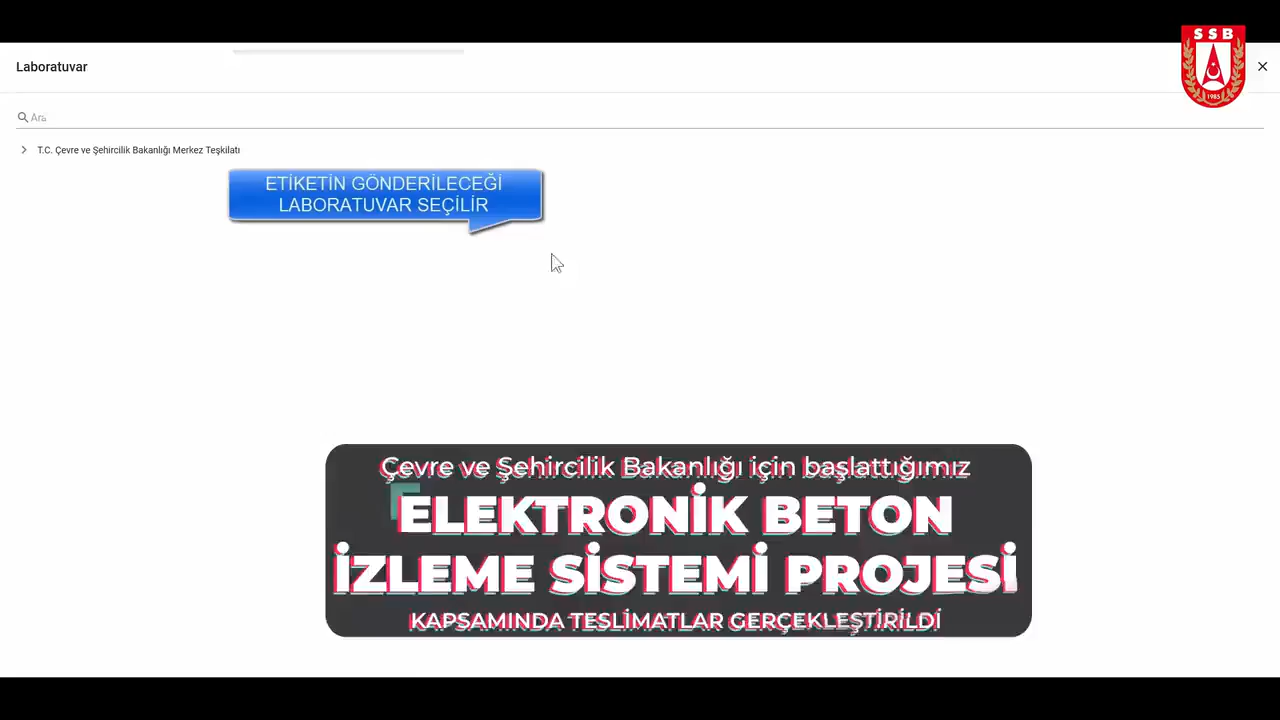 SSB
1985
Laboratuvar
Ara
T.C. Çevre ve Şehircilik Bakanlığı Merkez Teşkilatı
ETİKETİN GÖNDERİLECEĞİ
LABORATUVAR SEÇİLİR
Çevre ve Şehircilik Bakanlığı için başlattığımız
ELEKTRONİK BETON
İZLEME SİSTEMİ PROJESİ
KAPSAMINDA TESLİMATLAR GERÇEKLEŞTİRİLDİ